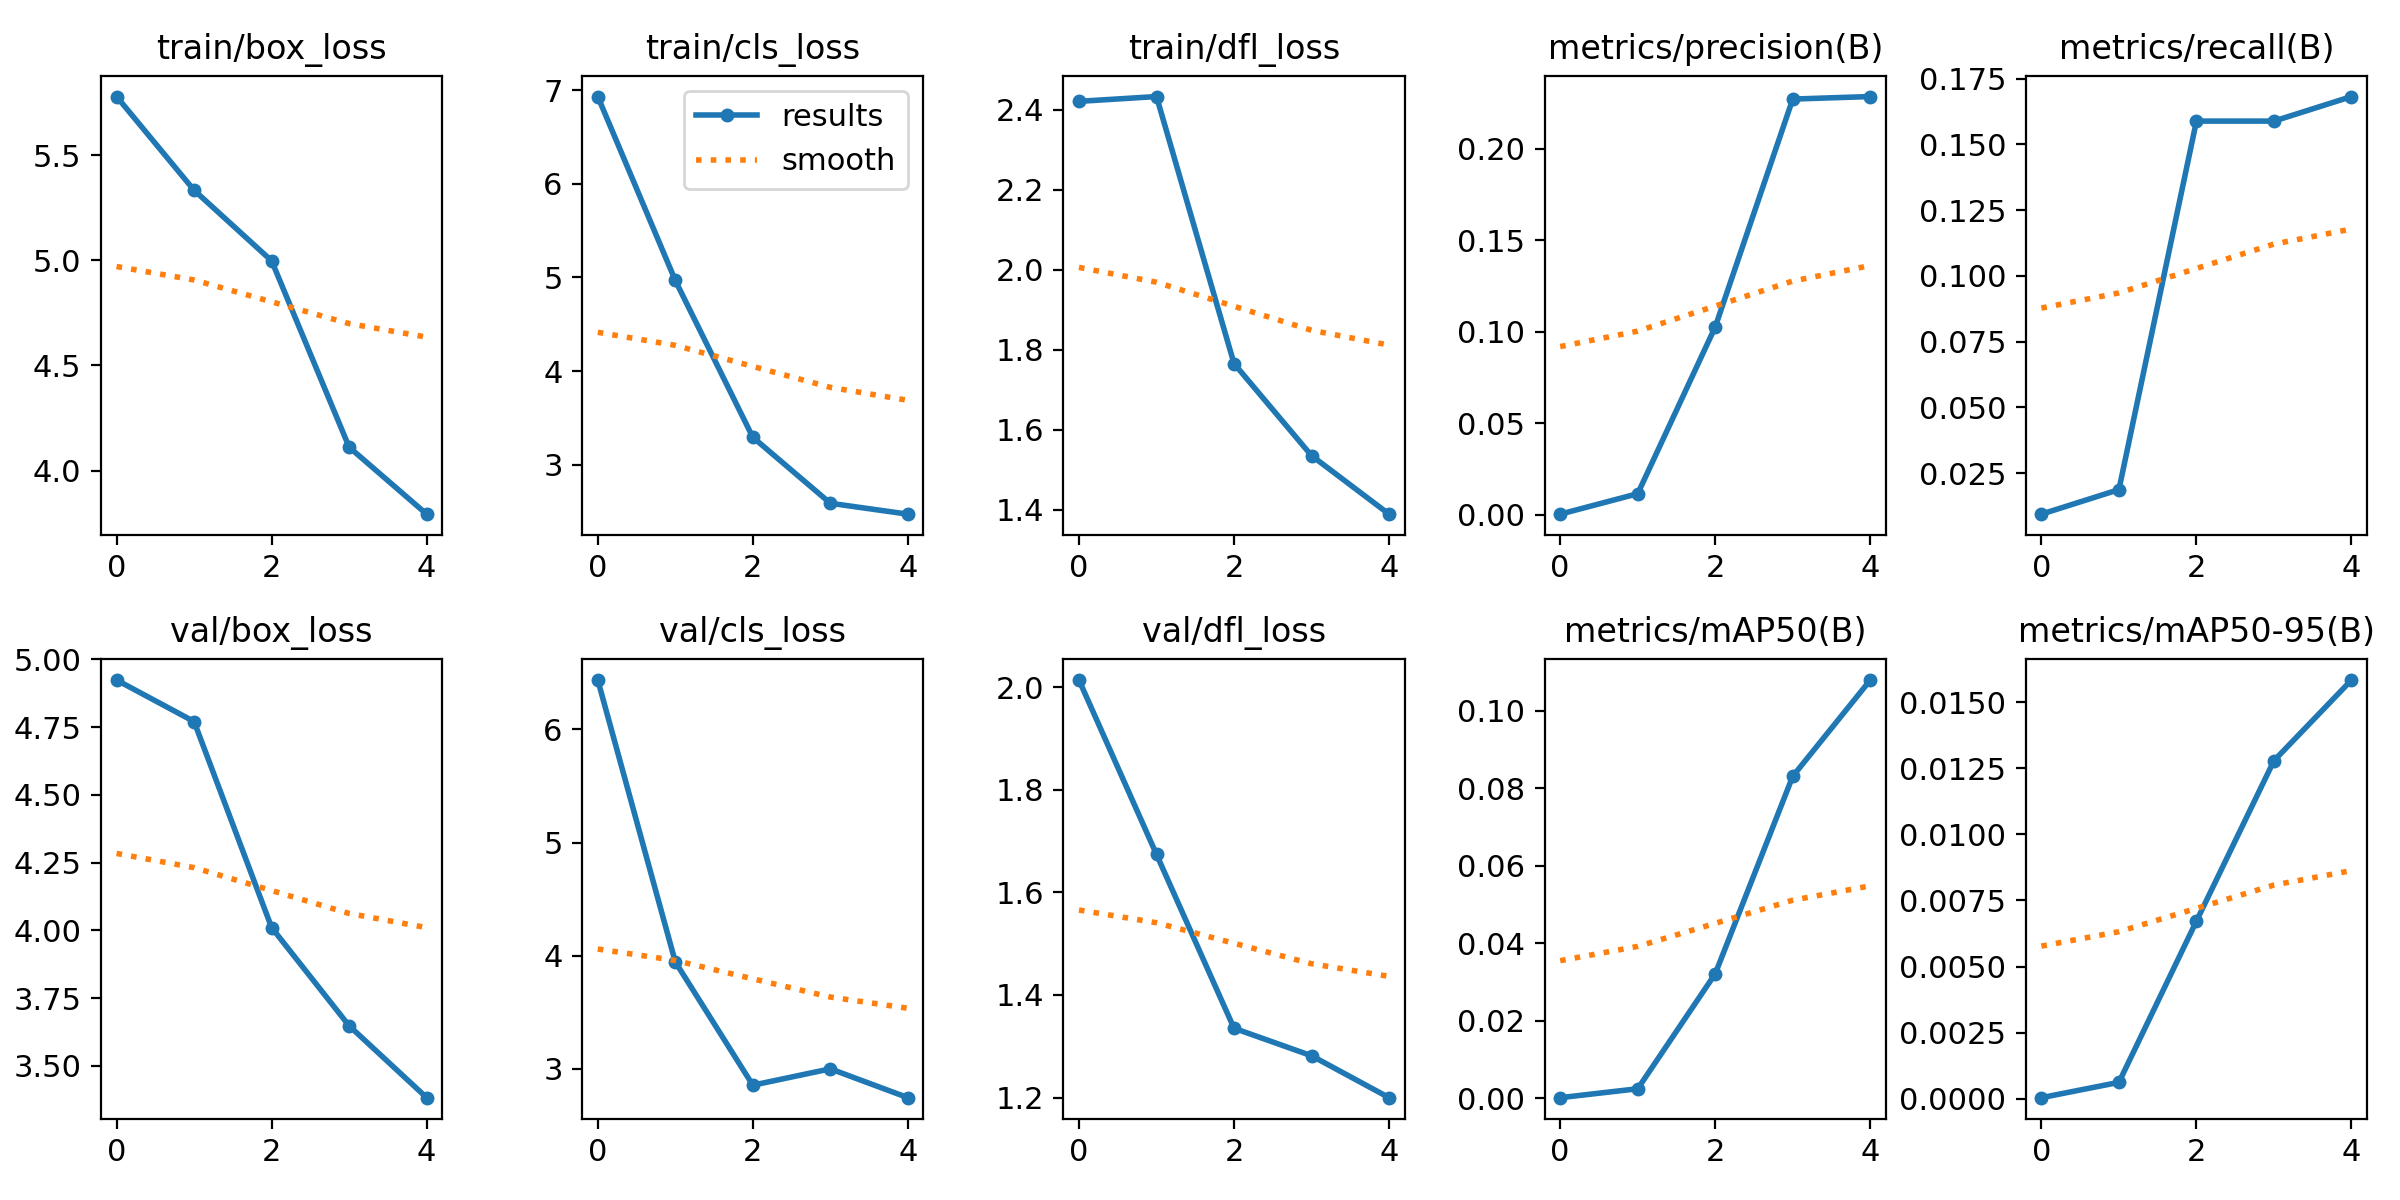 train/box_loss
train/cls_loss
train/dfl_loss
metrics/precision(B)
metrics/recall(B)
5.5
5.0
4.5
4.0
0 2 4
7
6
5
4
3
results
smooth
0 2 4
2.4
2.2
2.0
1.8
1.6
1.4
0 2 4
0.20
0.15
0.10
0.05
0.00
0 2 4
0.175
0.150
0.125
0.100
0.075
0.050
0.025
0 2 4
val/box_loss
val/cls_loss
val/dfl_loss
metrics/mAP50(B)
metrics/mAP50-95(B)
5.00
4.75
4.50
4.25
4.00
3.75
3.50
0 2 4
6
5
4
3
0 2 4
2.0
1.8
1.6
1.4
1.2
0 2 4
0.10
0.08
0.06
0.04
0.02
0.00
0 2 4
0.0150
0.0125
0.0100
0.0075
0.0050
0.0025
0.0000
0 2 4